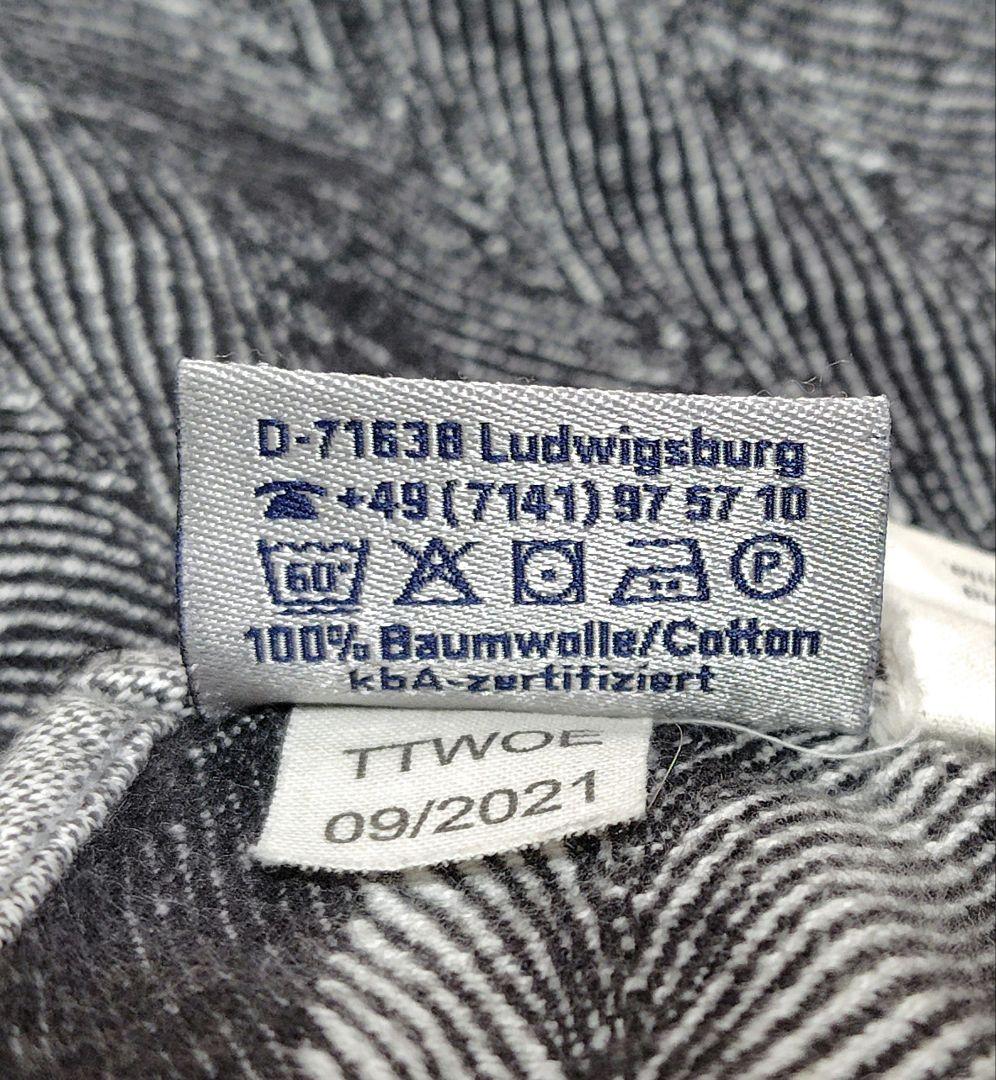 D-71638 Ludwigsburg
☎ +49 (7141) 97 57 10
60°
P
100% Baumwolle/Cotton
kbA-zertifiziert
TTWOE
09/2021